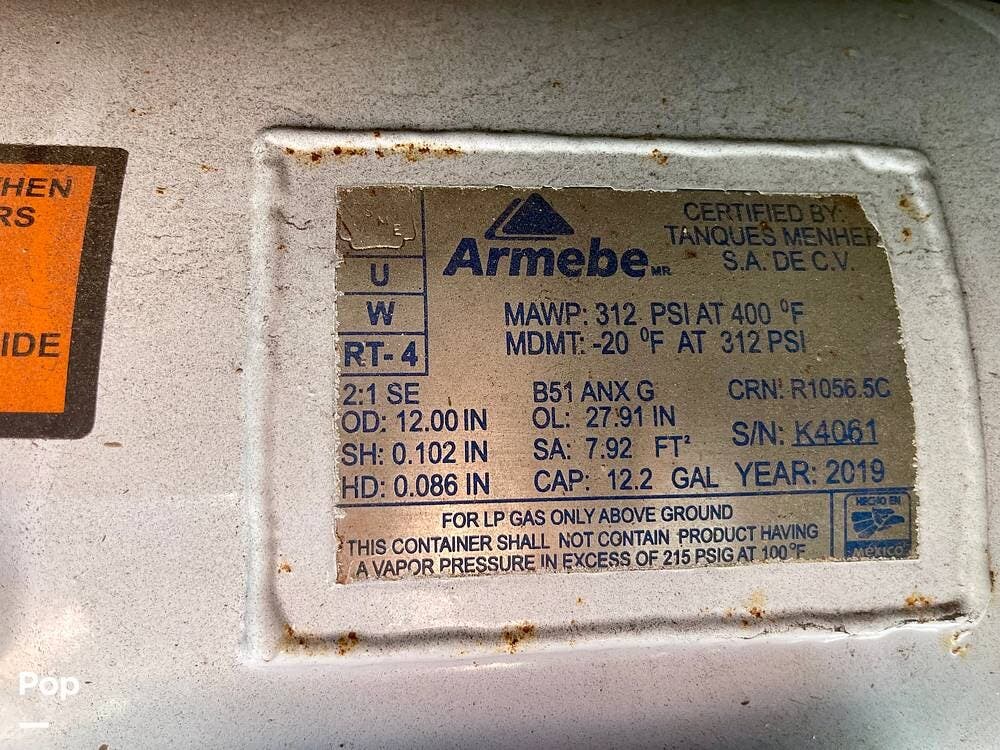 HEN
RS
IDE
U
W
RT- 4
Armebe MR
CERTIFIED BY:
TANQUES MENHER
S.A. DE C.V.
MAWP: 312 PSI AT 400 ºF
MDMT: -20 ºF AT 312 PSI
2:1 SE B51 ANX G CRN: R1056.5C
OD: 12.00 IN OL: 27.91 IN
SH: 0.102 IN SA: 7.92 FT² S/N: K4061
HD: 0.086 IN CAP: 12.2 GAL YEAR: 2019
FOR LP GAS ONLY ABOVE GROUND
THIS CONTAINER SHALL NOT CONTAIN PRODUCT HAVING
A VAPOR PRESSURE IN EXCESS OF 215 PSIG AT 100 ºF
HECHO EN
MÉXICO
Pop